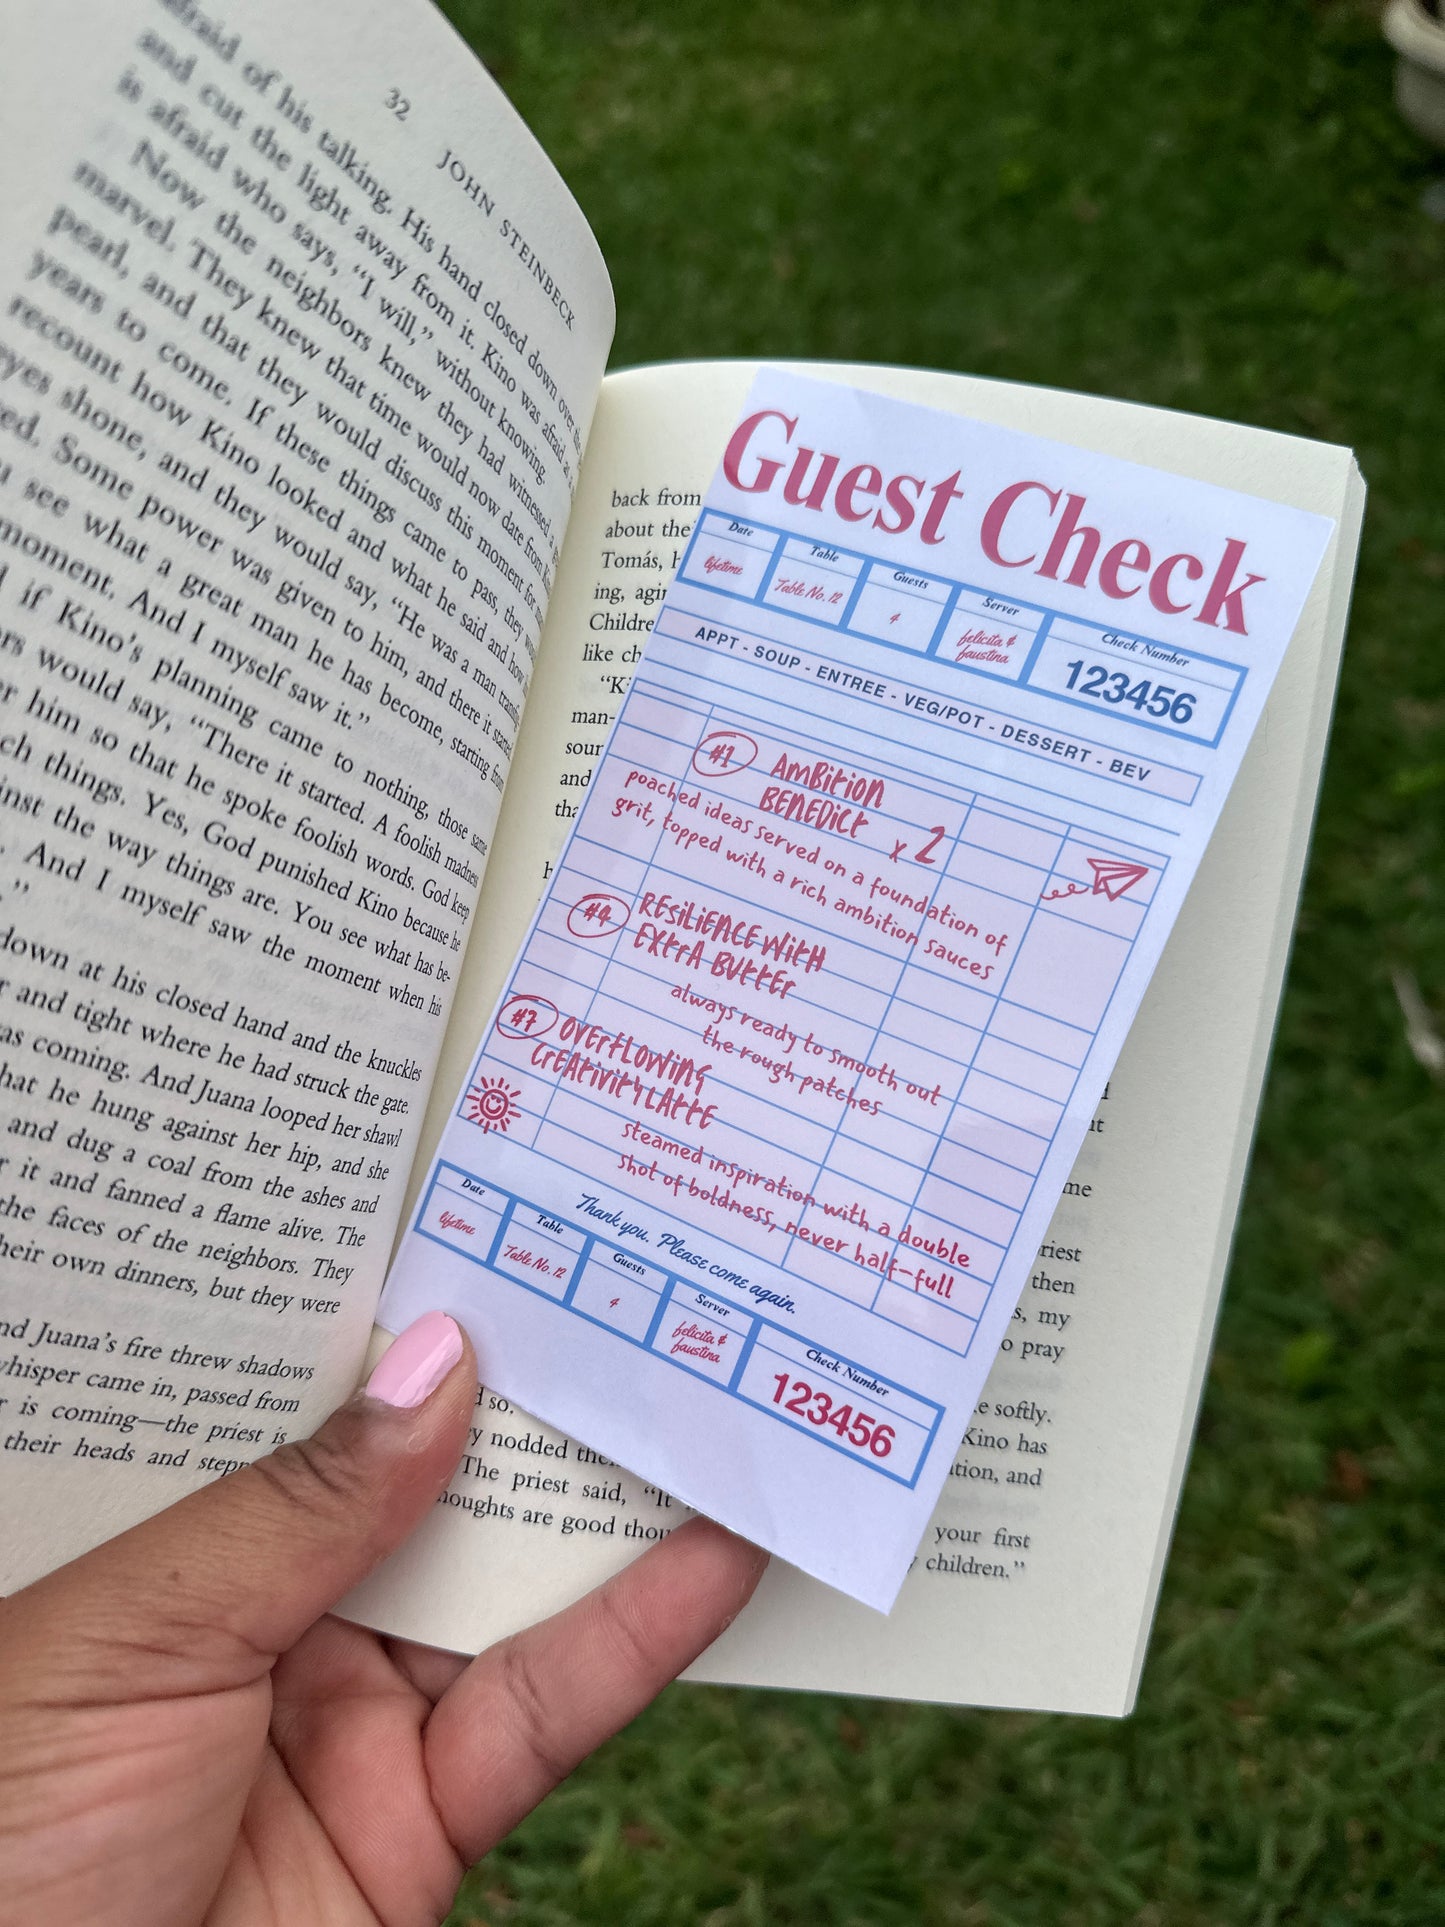 32
JOHN STEINBECK
afraid of his talking. His hand closed down over the
and cut the light away from it. Kino was afraid as a
is afraid who says, “I will,” without knowing.
Now the neighbors knew they had witnessed a
marvel. They knew that time would now date from
pearl, and that they would discuss this moment for
years to come. If these things came to pass, they would
recount how Kino looked and what he said and how
eyes shone, and they would say, “He was a man
Some power was given to him, and there it started.
see what a great man he has become, starting from
moment. And I myself saw it.”
if Kino’s planning came to nothing, those same
would say, “There it started. A foolish madness
him so that he spoke foolish words. God keep
such things. Yes, God punished Kino because he
against the way things are. You see what has be-
And I myself saw the moment when his
”
down at his closed hand and the knuckles
and tight where he had struck the gate.
was coming. And Juana looped her shawl
that he hung against her hip, and she
and dug a coal from the ashes and
it and fanned a flame alive. The
the faces of the neighbors. They
their own dinners, but they were
and Juana’s fire threw shadows
whisper came in, passed from
is coming—the priest is
their heads and
back from
about the
Tomás,
ing,
like
man-
and
Guest Check
Date Table Guests Server Check Number
lifetime Table No. 12 4 felicita & faustina 123456
APPT - SOUP - ENTREE - VEG/POT - DESSERT - BEV
#1 AMBITION
BENEDICT x 2
poached ideas served on a foundation of
grit, topped with a rich ambition sauces
#4 RESILIENCE WITH
EXTRA BUTTER
always ready to smooth out
the rough patches
#7 OVERFLOWING
CREATIVITY LATTE
steamed inspiration with a double
shot of boldness, never half-full
Thank you. Please come again.
Date Table Guests Server Check Number
lifetime Table No. 12 4 felicita & faustina 123456
then
my
pray
softly.
Kino has
and
so.
nodded
The priest said, “It
thoughts are good
your first
children.”